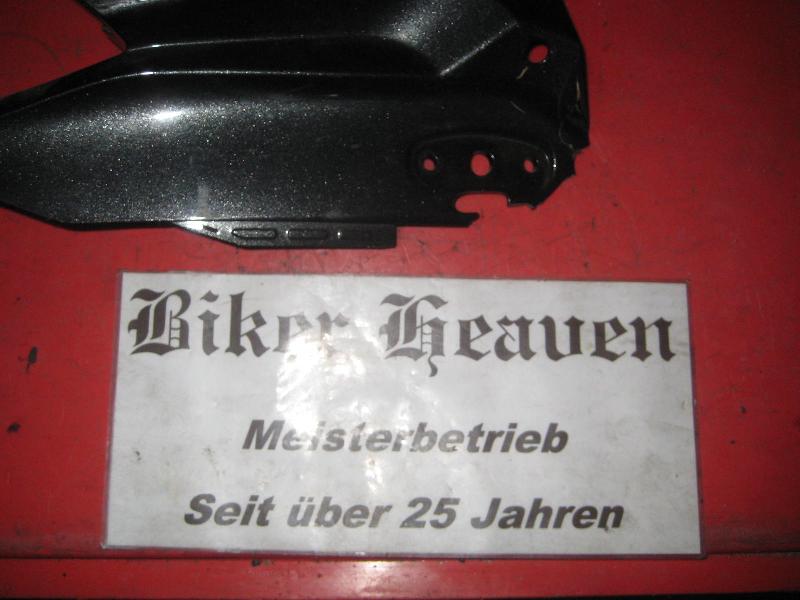 Biker Heaven
Meisterbetrieb
Seit über 25 Jahren